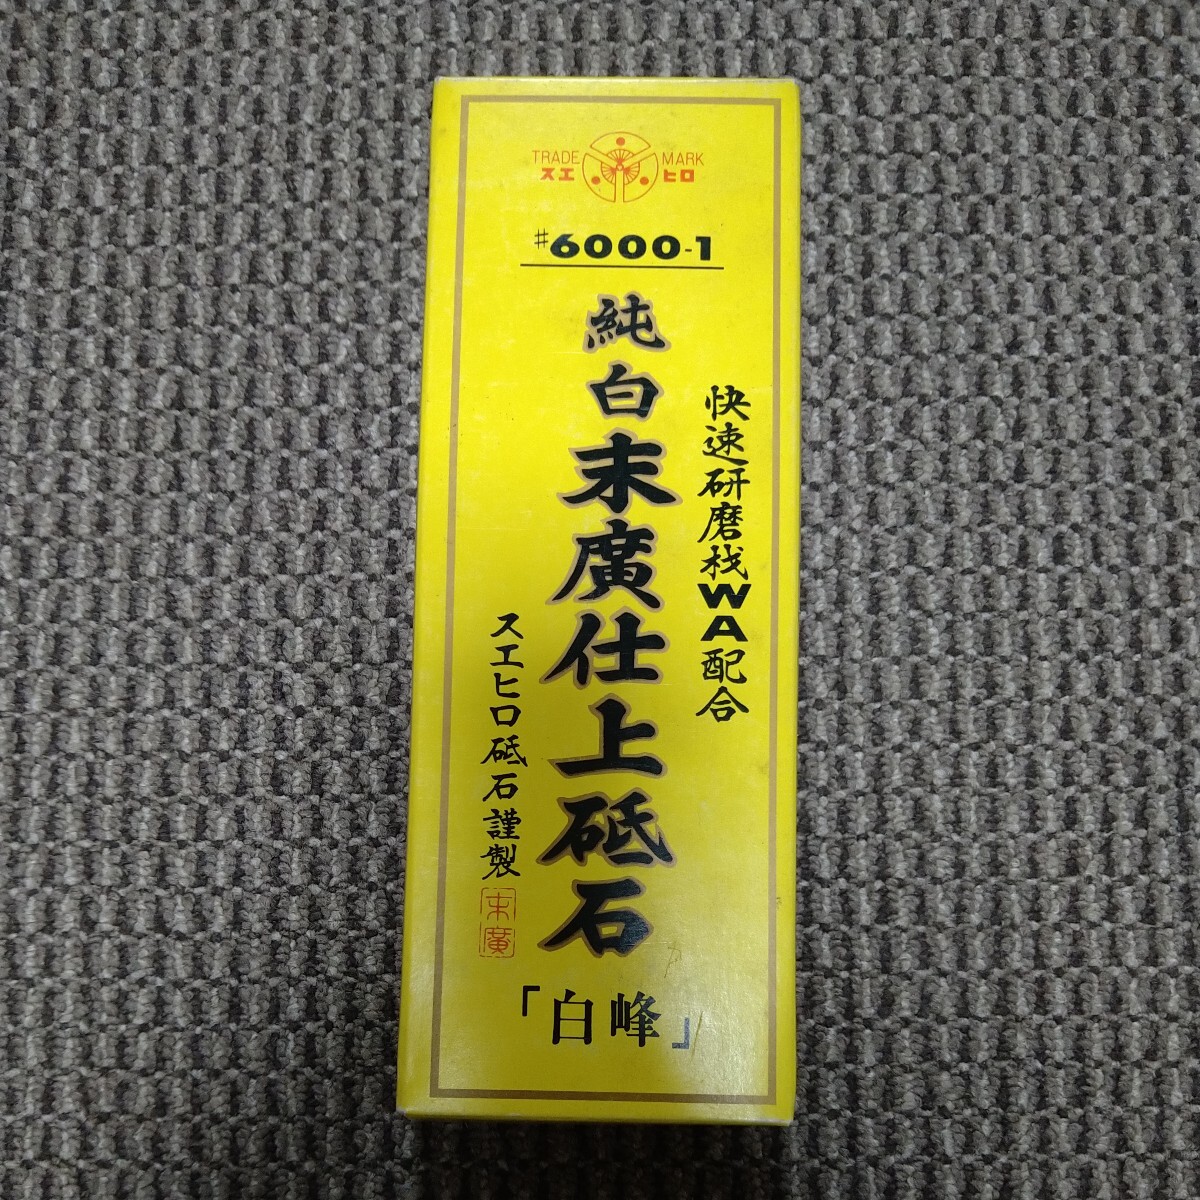 TRADE MARK
スエ ヒロ
#6000-1
快速研磨材WA配合
純白末廣仕上砥石
スエヒロ砥石謹製
末廣
「白峰」